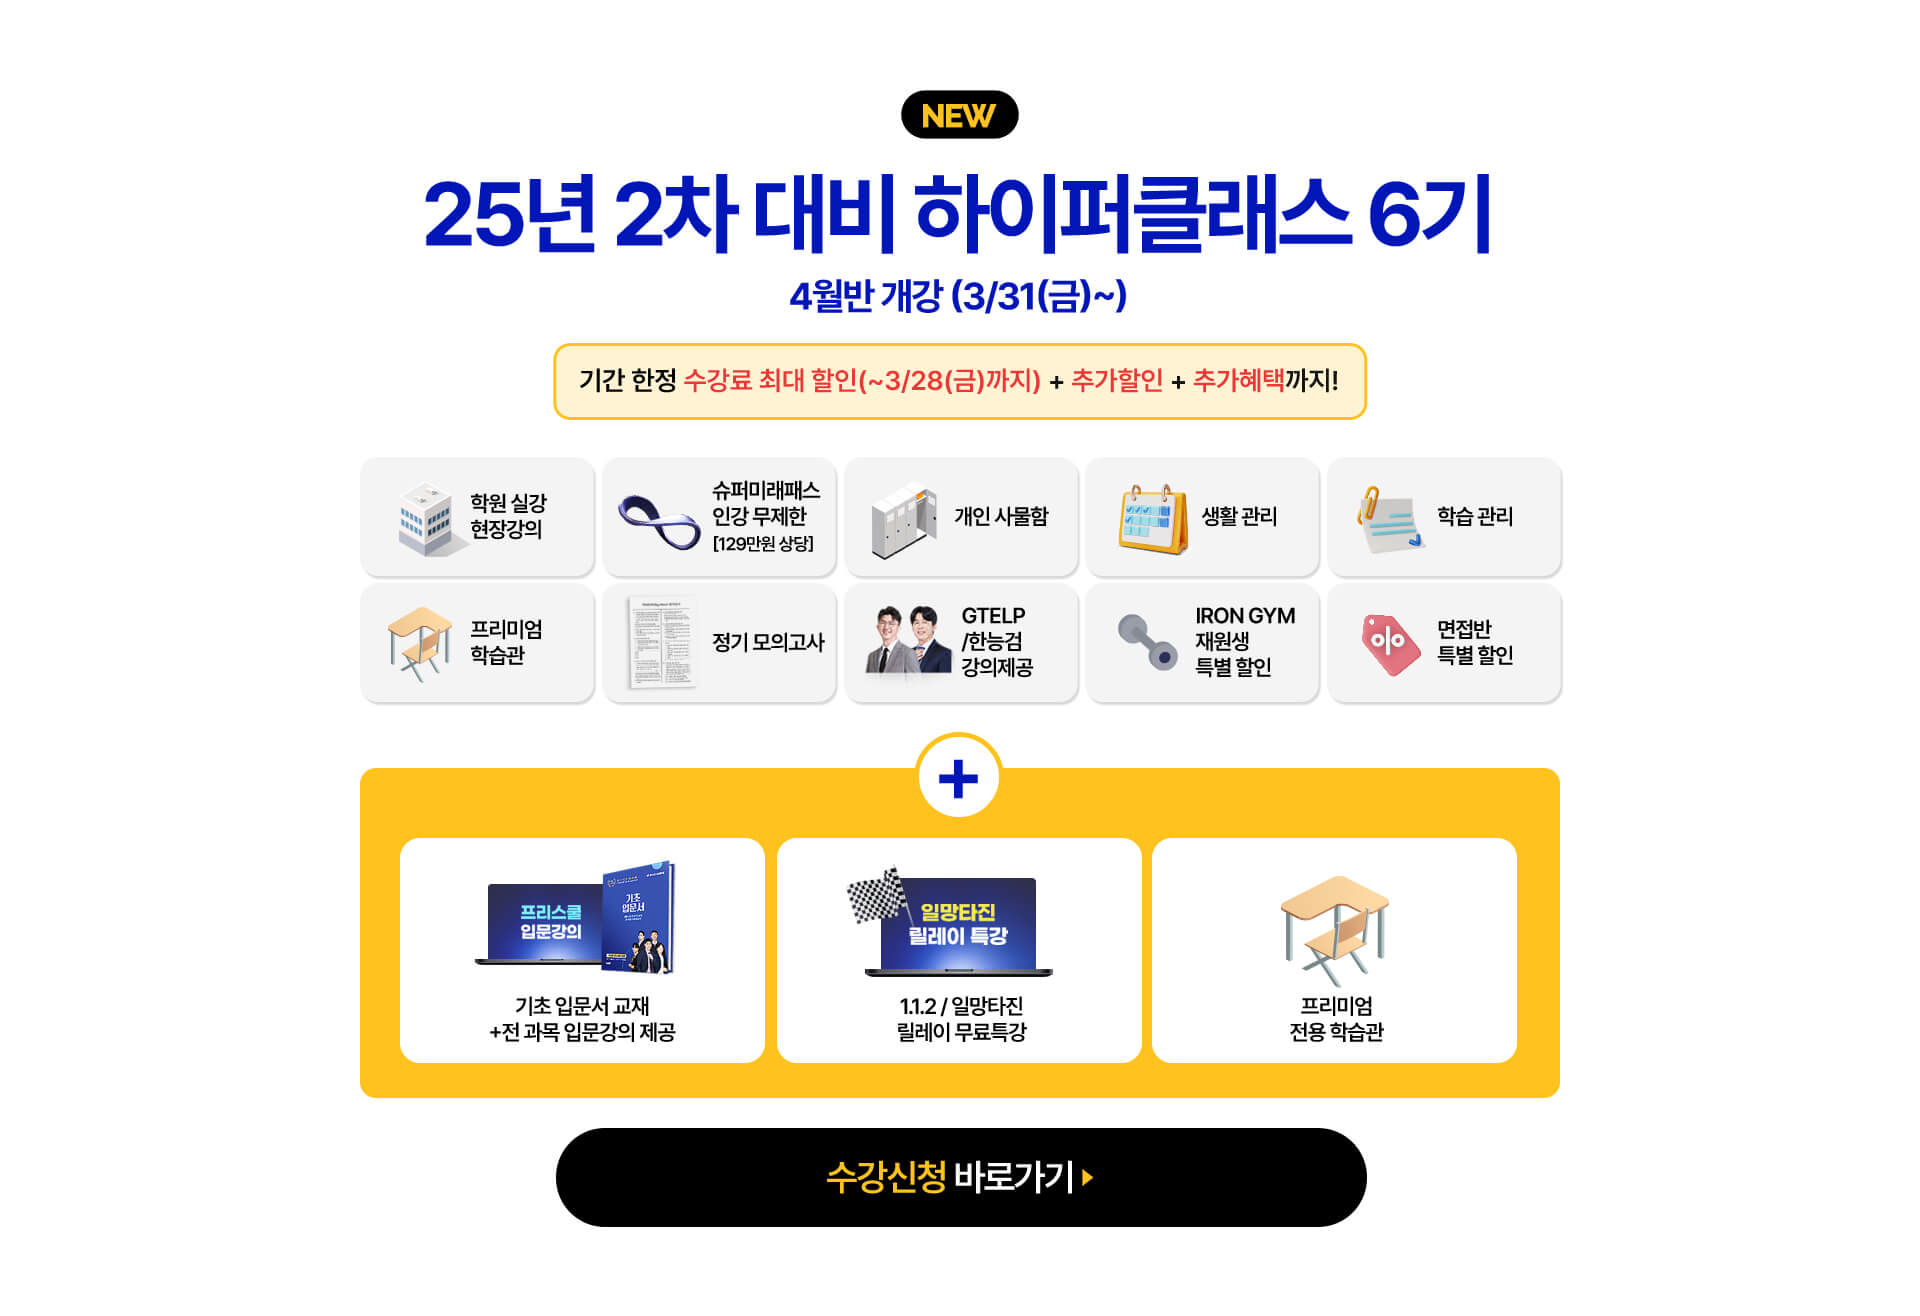 NEW
25년 2차 대비 하이퍼클래스 6기
4월반 개강 (3/31(금)~)
기간 한정 수강료 최대 할인(~3/28(금)까지) + 추가할인 + 추가혜택까지!
학원 실강
현장강의
슈퍼미래패스
인강 무제한
[129만원 상당]
개인 사물함
생활 관리
학습 관리
프리미엄
학습관
정기 모의고사
GTELP
/한능검
강의제공
IRON GYM
재원생
특별 할인
면접반
특별 할인
+
프리스쿨
입문강의
기초
입문서
기초 입문서 교재
+전 과목 입문강의 제공
일망타진
릴레이 특강
1.1.2 / 일망타진
릴레이 무료특강
프리미엄
전용 학습관
수강신청 바로가기